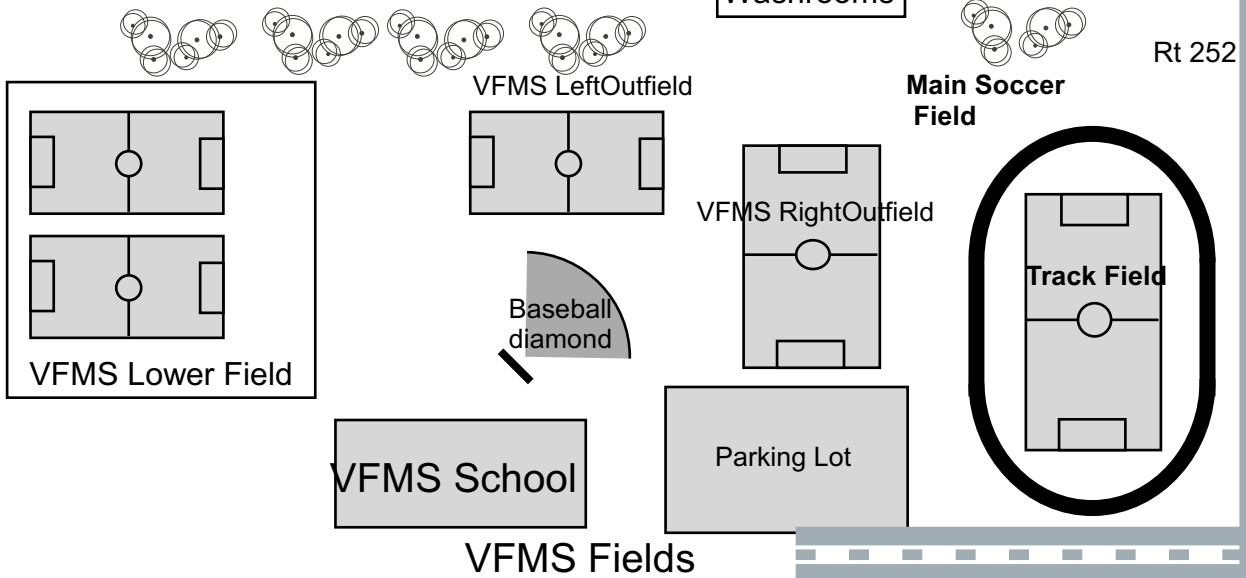 Washrooms
Rt 252
VFMS LeftOutfield
Main Soccer
Field
VFMS RightOutfield
Track Field
Baseball
diamond
VFMS Lower Field
Parking Lot
VFMS School
VFMS Fields